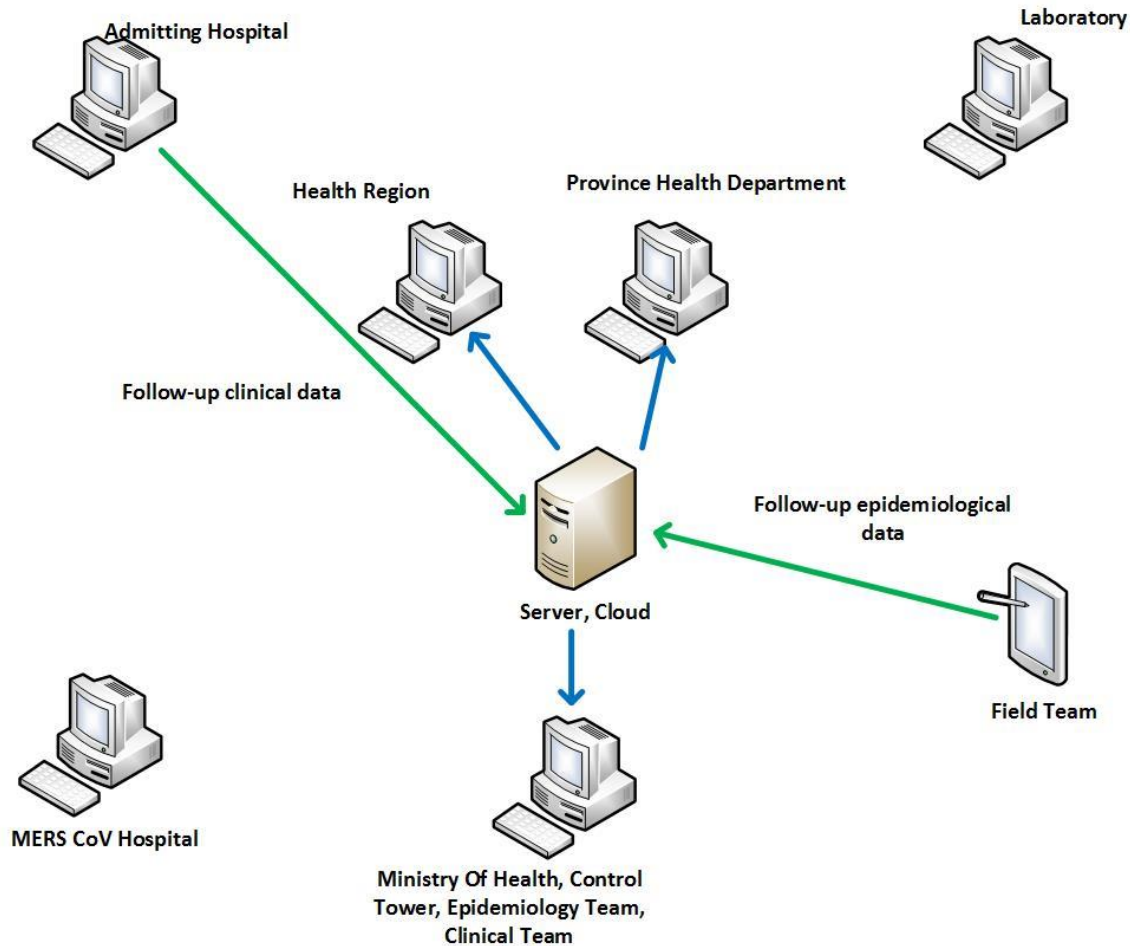 Admitting Hospital
Laboratory
Health Region
Province Health Department
Follow-up clinical data
Follow-up epidemiological
data
Server, Cloud
Field Team
MERS CoV Hospital
Ministry Of Health, Control
Tower, Epidemiology Team,
Clinical Team